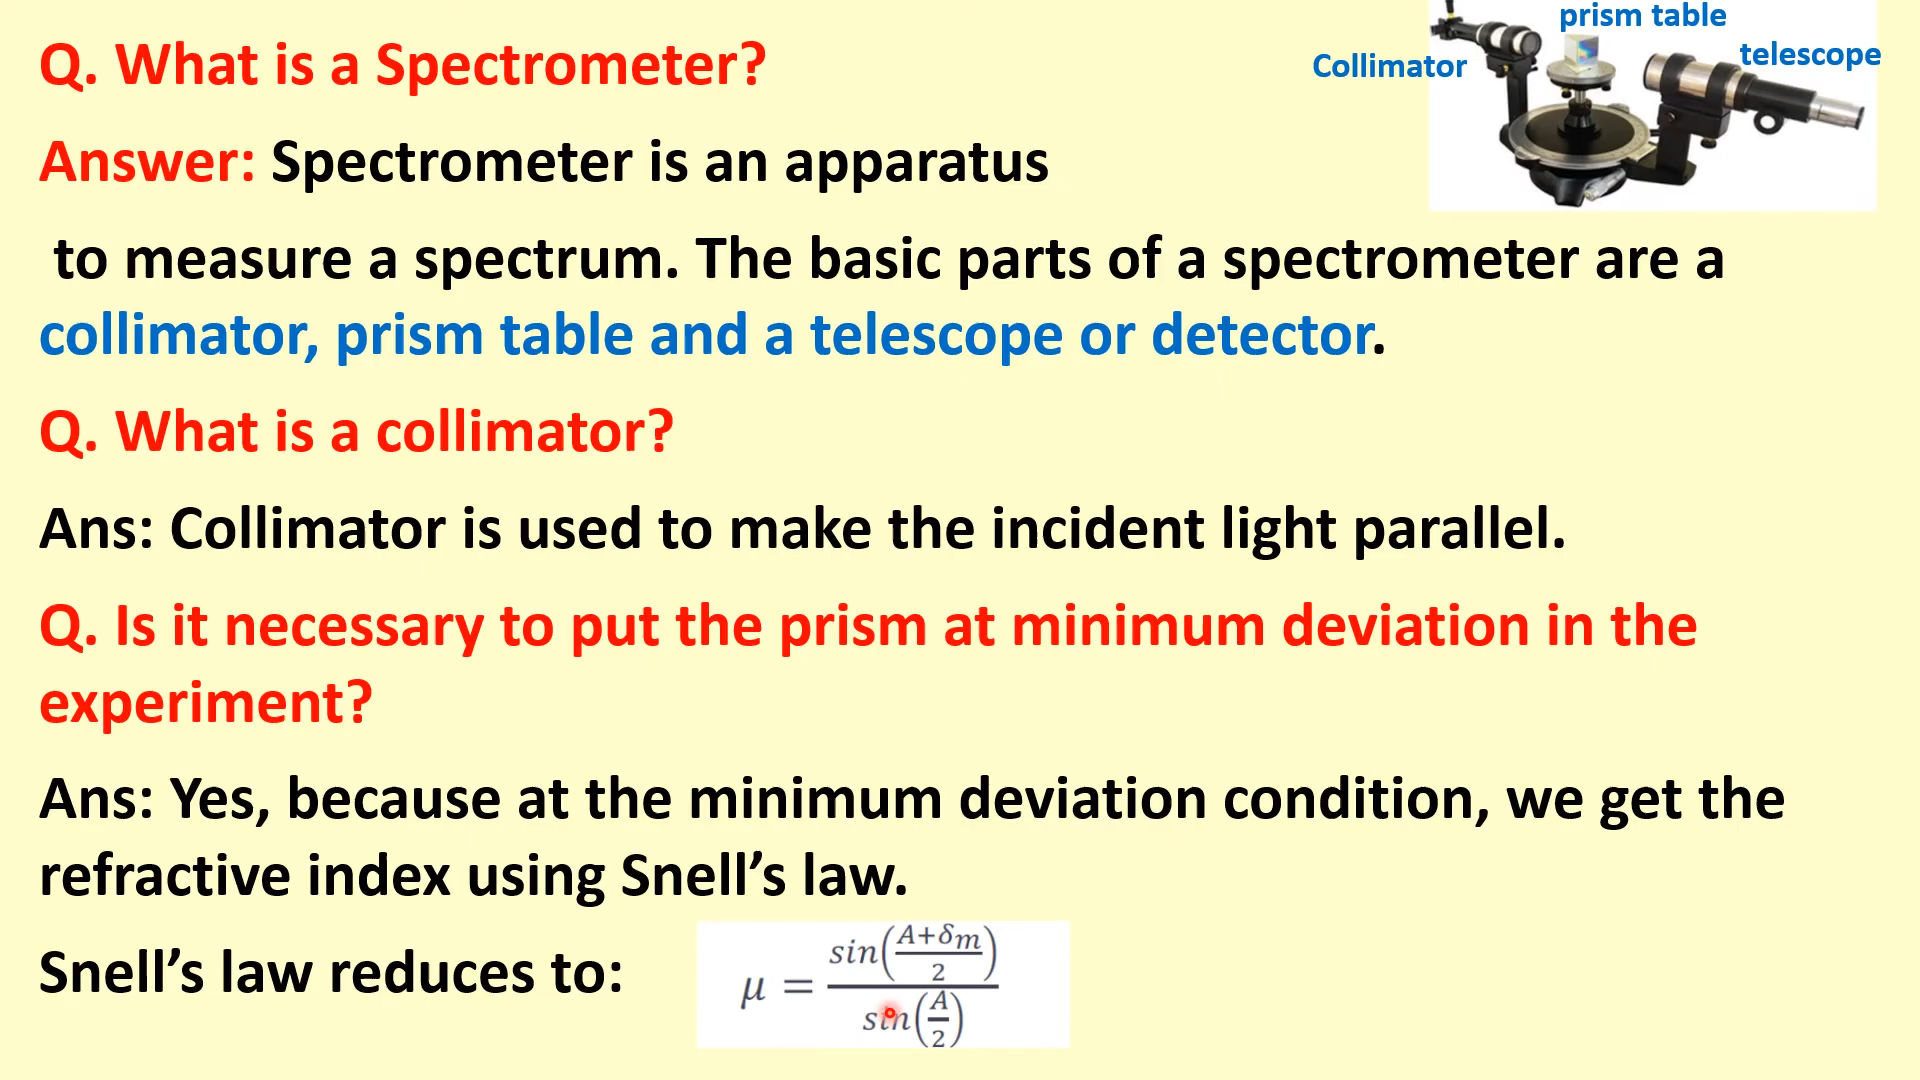 Q. What is a Spectrometer?
prism table
Collimator
telescope
Answer: Spectrometer is an apparatus
to measure a spectrum. The basic parts of a spectrometer are a
collimator, prism table and a telescope or detector.
Q. What is a collimator?
Ans: Collimator is used to make the incident light parallel.
Q. Is it necessary to put the prism at minimum deviation in the
experiment?
Ans: Yes, because at the minimum deviation condition, we get the
refractive index using Snell’s law.
Snell’s law reduces to: μ = sin((A+δm)/2) / sin(A/2)